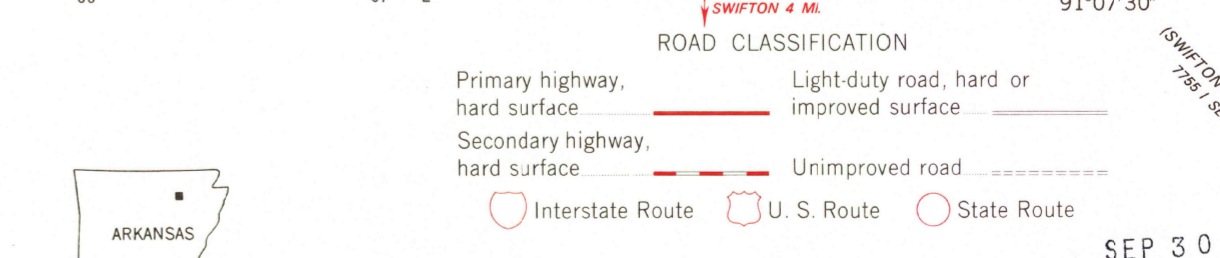 SWIFTON 4 MI.
91°07'30"
(SWIFTON
7755 I
ROAD CLASSIFICATION
Primary highway,
hard surface
Light-duty road, hard or
improved surface
Secondary highway,
hard surface
Unimproved road
Interstate Route
U. S. Route
State Route
ARKANSAS
SEP 30